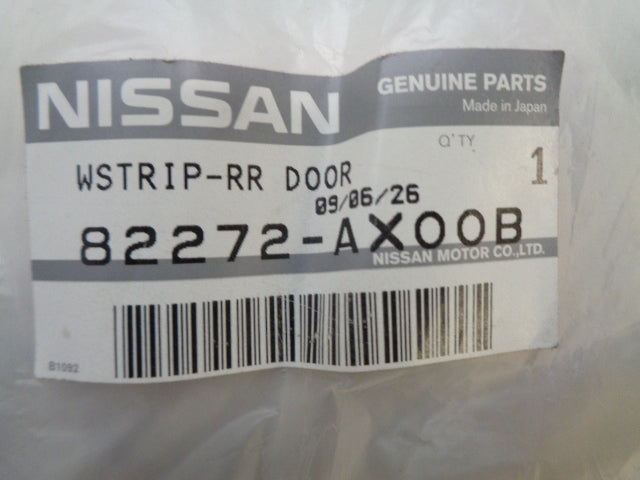 NISSAN
GENUINE PARTS
Made in Japan
Q'TY
WSTRIP-RR DOOR
1
09/06/26
82272-AX00B
NISSAN MOTOR CO.,LTD.
B1092